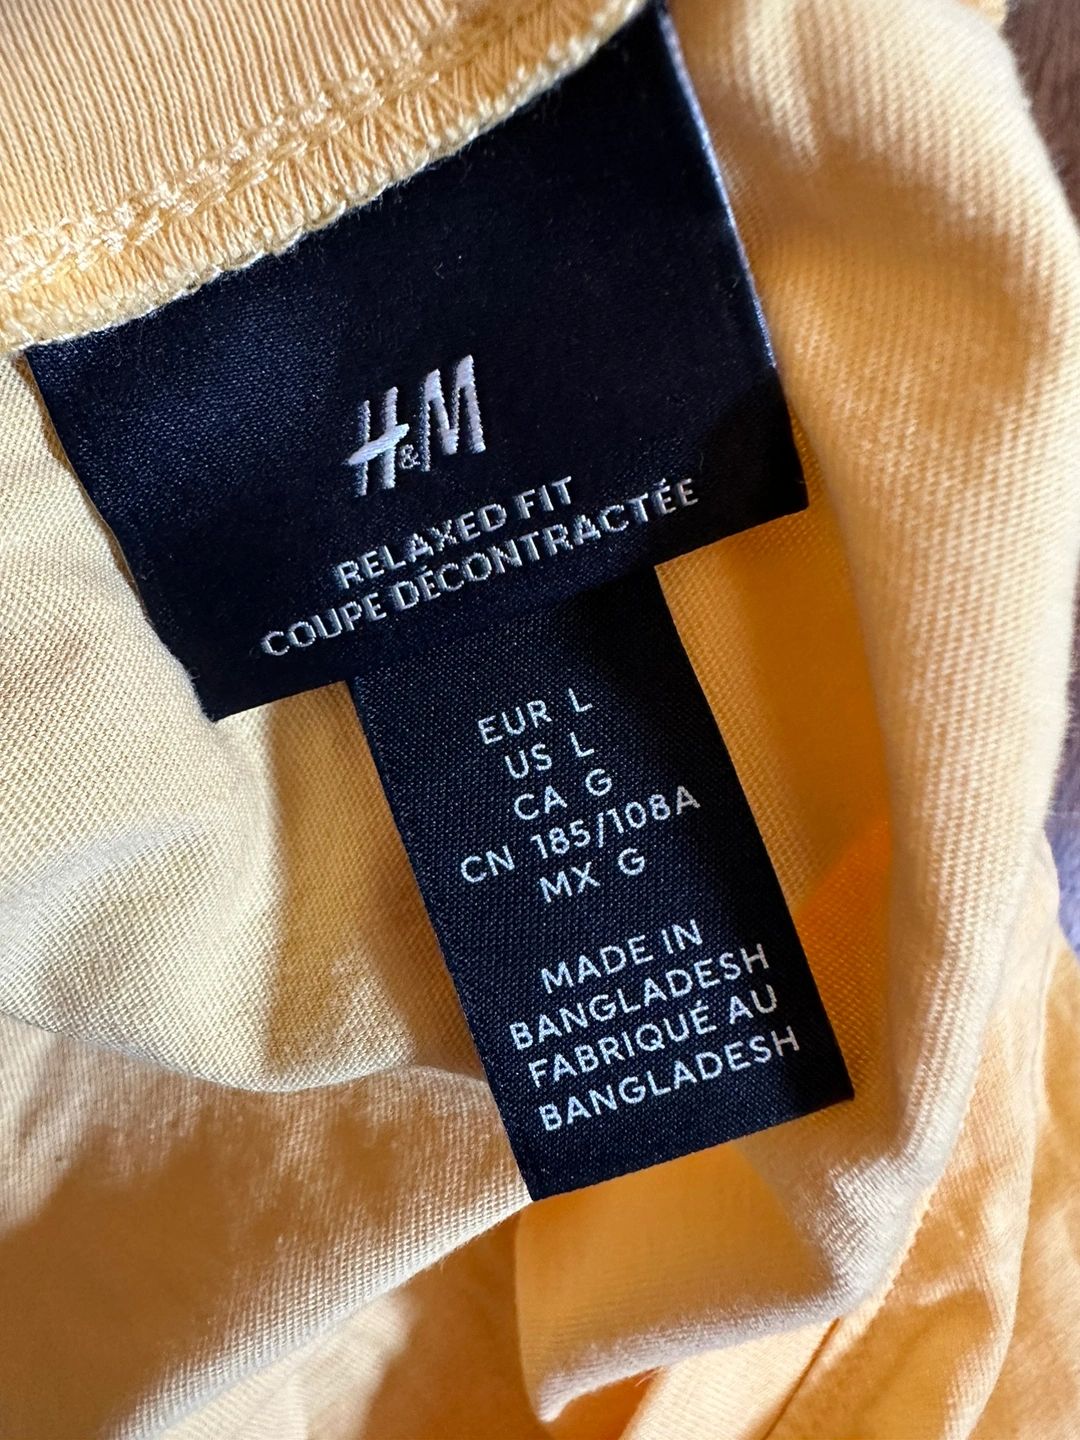 H&M
RELAXED FIT
COUPE DÉCONTRACTÉE
EUR L
US L
CA G
CN 185/108A
MX G
MADE IN
BANGLADESH
FABRIQUÉ AU
BANGLADESH